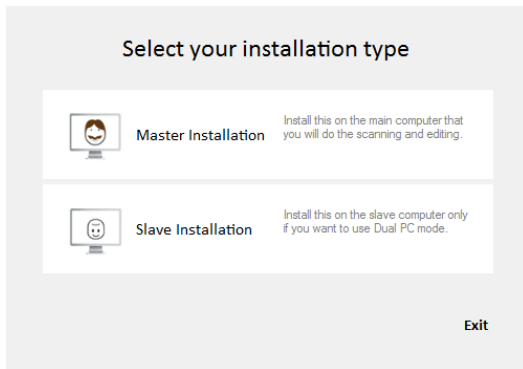 Select your installation type
Master Installation
Install this on the main computer that
you will do the scanning and editing.
Slave Installation
Install this on the slave computer only
if you want to use Dual PC mode.
Exit